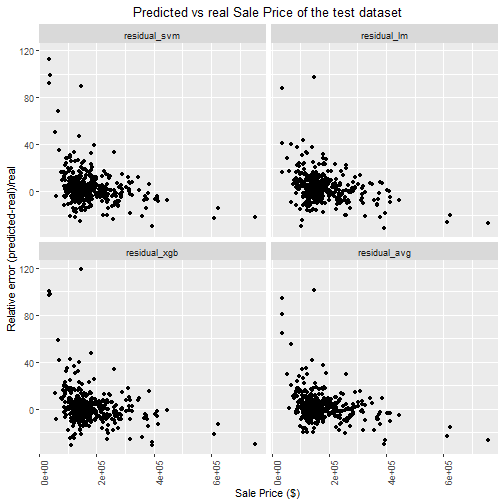 Predicted vs real Sale Price of the test dataset
residual_svm
residual_lm
120
80
40
0
residual_xgb
residual_avg
120
80
40
0
Relative error (predicted-real)/real
0e+00
2e+05
4e+05
6e+05
0e+00
2e+05
4e+05
6e+05
Sale Price ($)